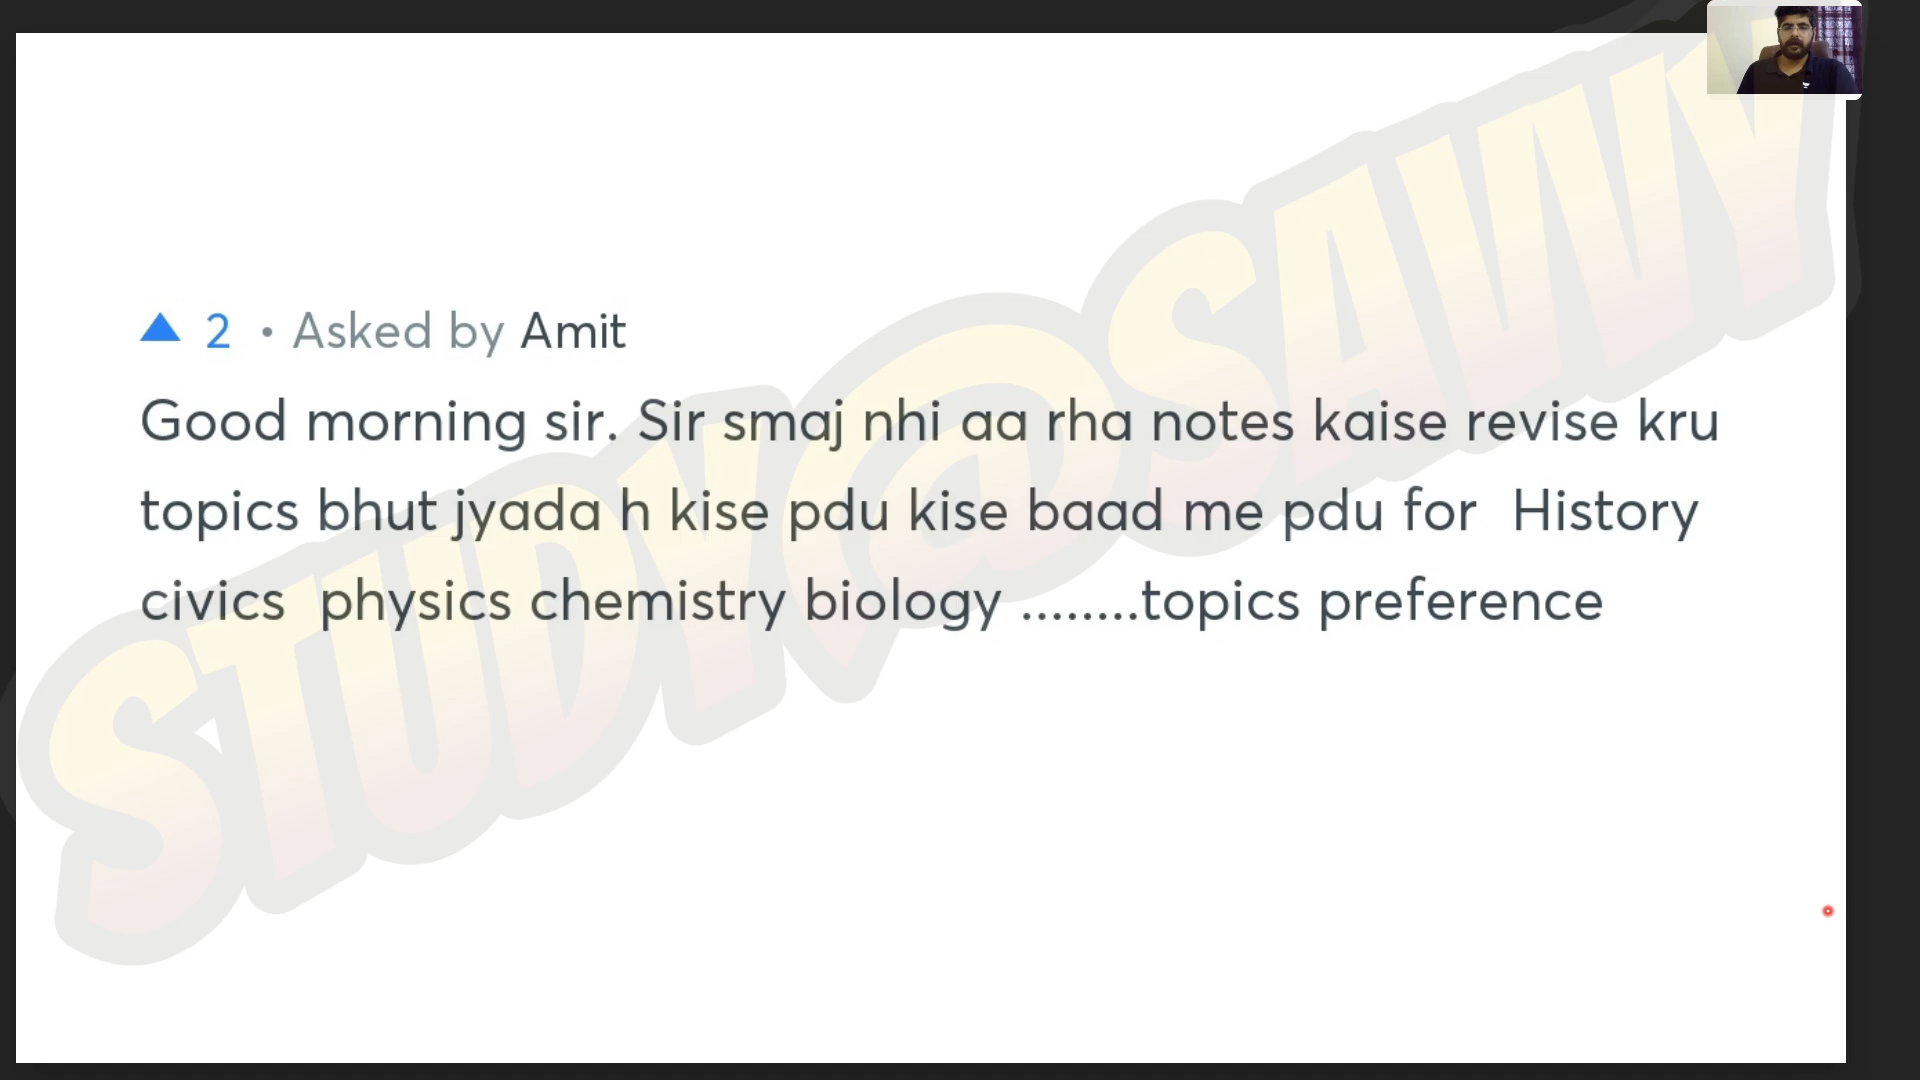 2 • Asked by Amit
Good morning sir. Sir smaj nhi aa rha notes kaise revise kru
topics bhut jyada h kise pdu kise baad me pdu for History
civics physics chemistry biology ........topics preference
STUDY@SAVVY